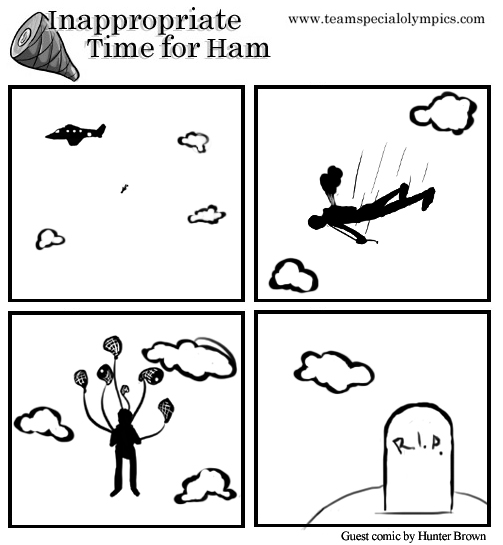 Inappropriate
Time for Ham
www.teamspecialolympics.com
R.I.P.
Guest comic by Hunter Brown